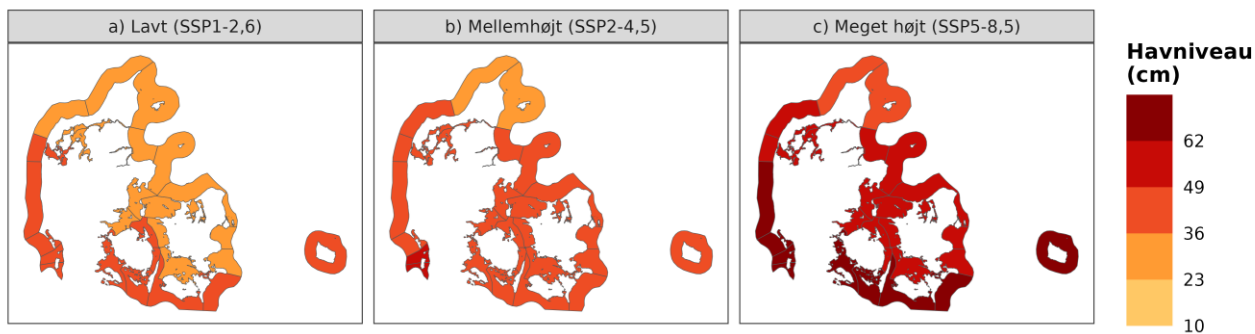 a) Lavt (SSP1-2,6)
b) Mellemhøjt (SSP2-4,5)
c) Meget højt (SSP5-8,5)
Havniveau
(cm)
62
49
36
23
10